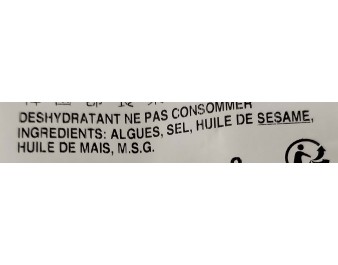 DESHYDRATANT NE PAS CONSOMMER
INGREDIENTS: ALGUES, SEL, HUILE DE SESAME,
HUILE DE MAIS, M.S.G.